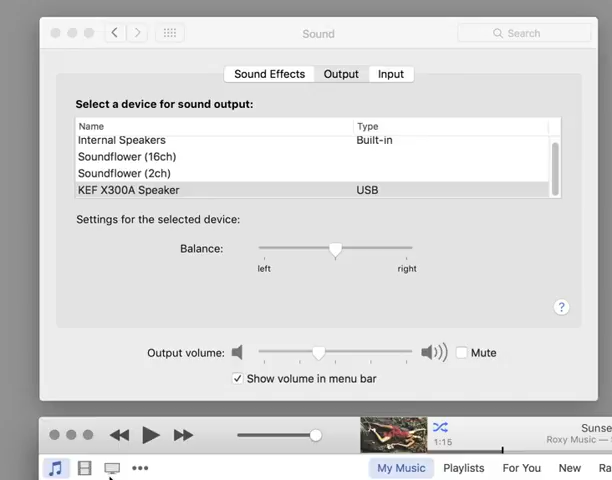 Sound
Search
Sound Effects Output Input
Select a device for sound output:
Name Type
Internal Speakers Built-in
Soundflower (16ch)
Soundflower (2ch)
KEF X300A Speaker USB
Settings for the selected device:
Balance:
left right
?
Output volume: Mute
Show volume in menu bar
Sunse
1:15 Roxy Music —
My Music Playlists For You New Ra